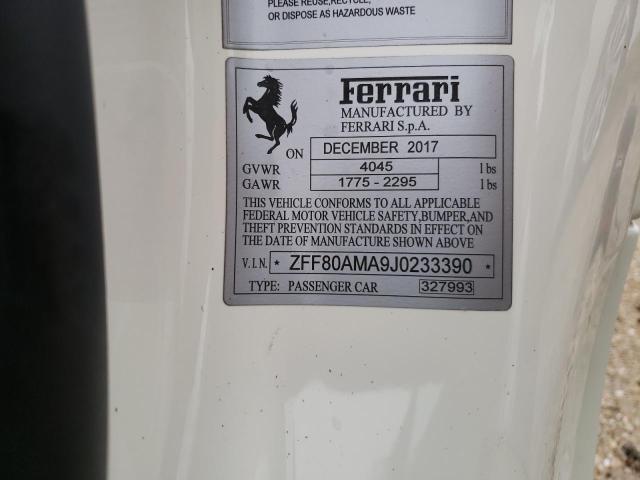 PLEASE REUSE,RECYCLE,
OR DISPOSE AS HAZARDOUS WASTE
Ferrari
MANUFACTURED BY
FERRARI S.p.A.
ON DECEMBER 2017
GVWR 4045 lbs
GAWR 1775 - 2295 lbs
THIS VEHICLE CONFORMS TO ALL APPLICABLE
FEDERAL MOTOR VEHICLE SAFETY,BUMPER,AND
THEFT PREVENTION STANDARDS IN EFFECT ON
THE DATE OF MANUFACTURE SHOWN ABOVE
V.I.N. * ZFF80AMA9J0233390 *
TYPE: PASSENGER CAR 327993